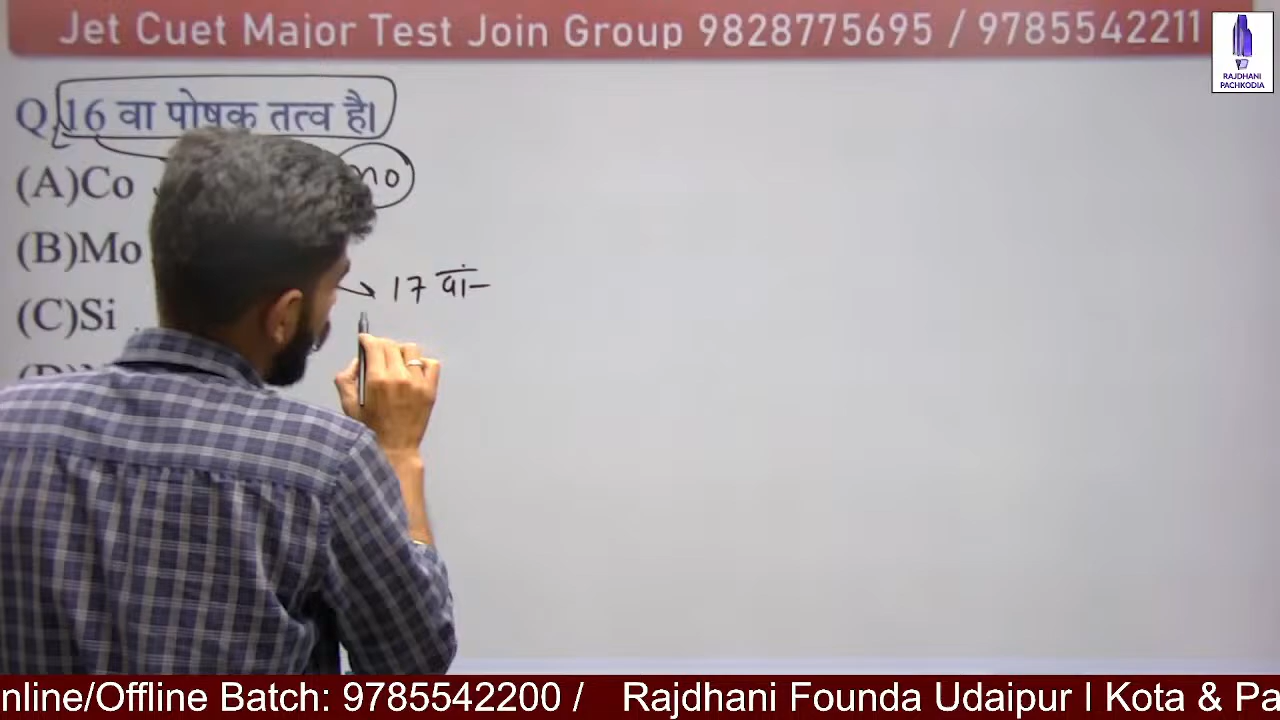 Jet Cuet Major Test Join Group 9828775695 / 9785542211
RAJDHANI
PACHKODIA
Q.16 वा पोषक तत्व है।
(A)Co
mo
(B)Mo
17 वां
(C)Si
nline/Offline Batch: 9785542200 / Rajdhani Founda Udaipur l Kota & Pa